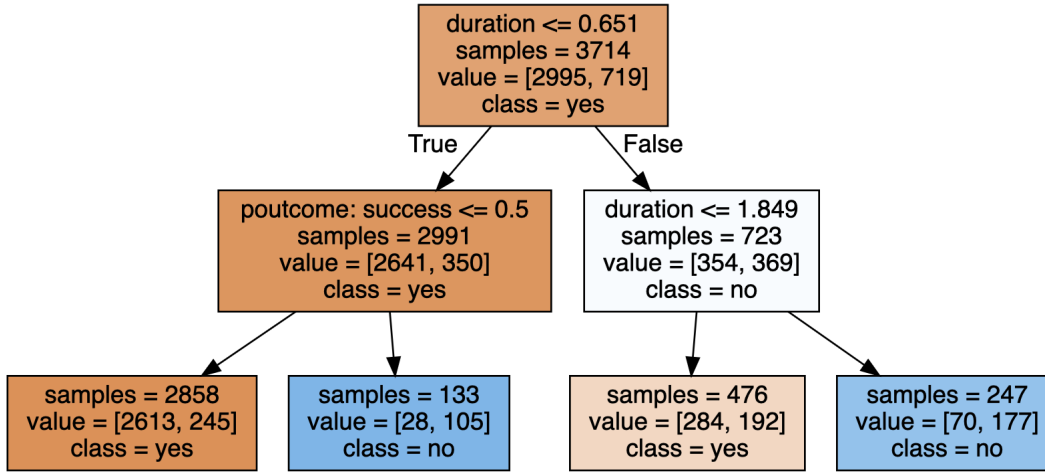 duration <= 0.651
samples = 3714
value = [2995, 719]
class = yes
True
False
poutcome: success <= 0.5
samples = 2991
value = [2641, 350]
class = yes
duration <= 1.849
samples = 723
value = [354, 369]
class = no
samples = 2858
value = [2613, 245]
class = yes
samples = 133
value = [28, 105]
class = no
samples = 476
value = [284, 192]
class = yes
samples = 247
value = [70, 177]
class = no